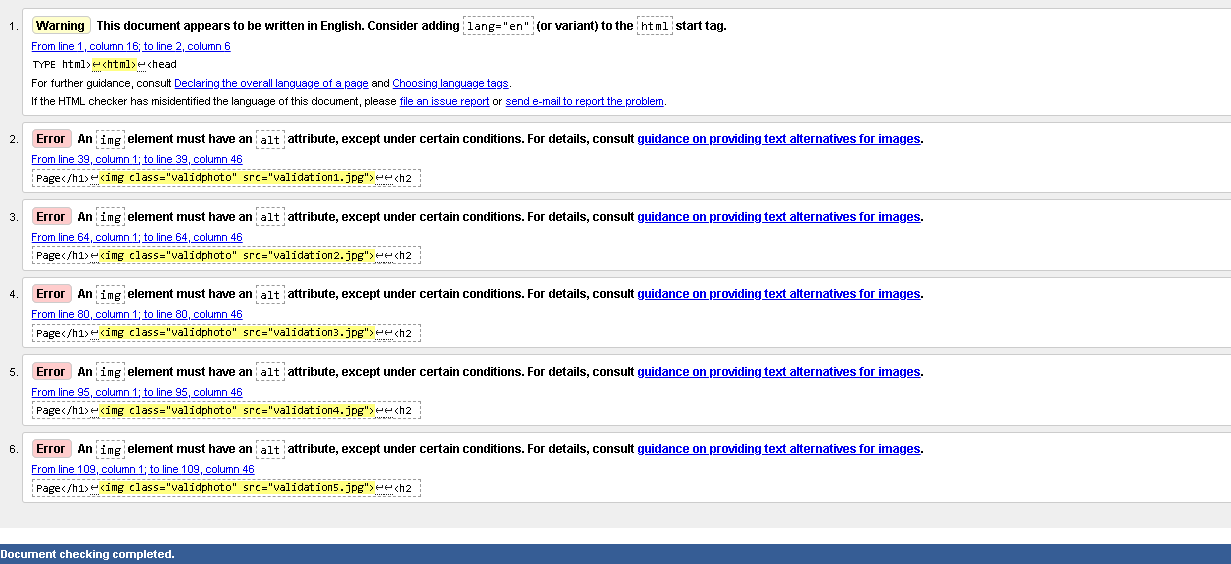 1. Warning This document appears to be written in English. Consider adding lang="en" (or variant) to the html start tag.
From line 1, column 16; to line 2, column 6
TYPE html>↩<html>↩<head
For further guidance, consult Declaring the overall language of a page and Choosing language tags.
If the HTML checker has misidentified the language of this document, please file an issue report or send e-mail to report the problem.
2. Error An img element must have an alt attribute, except under certain conditions. For details, consult guidance on providing text alternatives for images.
From line 39, column 1; to line 39, column 46
Page</h1>↩<img class="validphoto" src="validation1.jpg">↩↩<h2
3. Error An img element must have an alt attribute, except under certain conditions. For details, consult guidance on providing text alternatives for images.
From line 64, column 1; to line 64, column 46
Page</h1>↩<img class="validphoto" src="validation2.jpg">↩↩<h2
4. Error An img element must have an alt attribute, except under certain conditions. For details, consult guidance on providing text alternatives for images.
From line 80, column 1; to line 80, column 46
Page</h1>↩<img class="validphoto" src="validation3.jpg">↩↩<h2
5. Error An img element must have an alt attribute, except under certain conditions. For details, consult guidance on providing text alternatives for images.
From line 95, column 1; to line 95, column 46
Page</h1>↩<img class="validphoto" src="validation4.jpg">↩↩<h2
6. Error An img element must have an alt attribute, except under certain conditions. For details, consult guidance on providing text alternatives for images.
From line 109, column 1; to line 109, column 46
Page</h1>↩<img class="validphoto" src="validation5.jpg">↩↩<h2
Document checking completed.